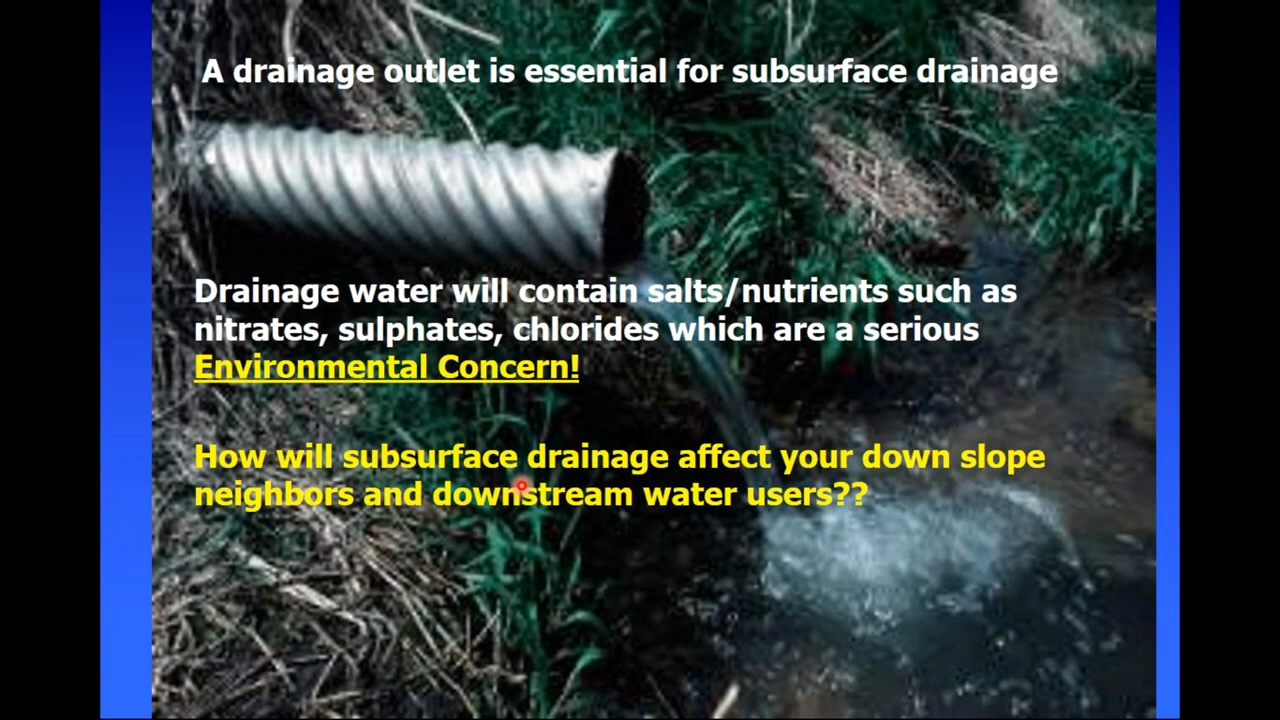 A drainage outlet is essential for subsurface drainage
Drainage water will contain salts/nutrients such as
nitrates, sulphates, chlorides which are a serious
Environmental Concern!
How will subsurface drainage affect your down slope
neighbors and downstream water users??